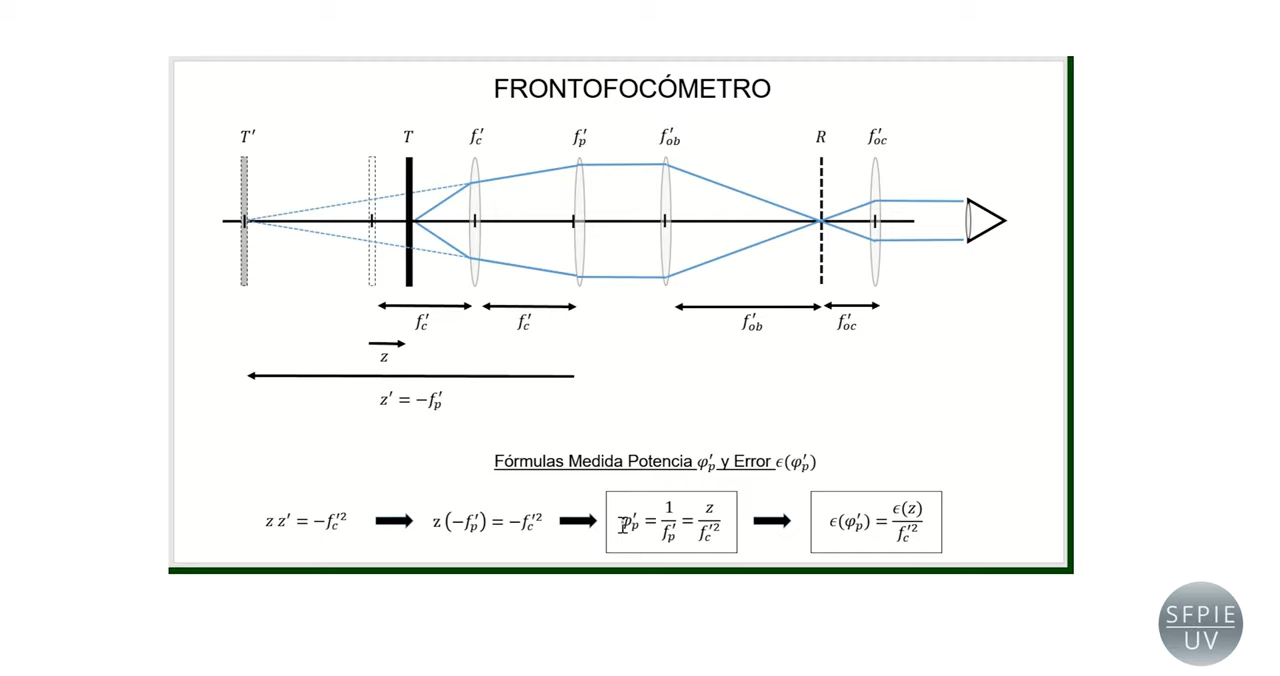 FRONTOFOCÓMETRO
T′ T f′c f′p f′ob R f′oc
f′c f′c f′ob f′oc
z
z′ = −f′p
Fórmulas Medida Potencia φ′p y Error ϵ(φ′p)
z z′ = −f′c² z (−f′p) = −f′c² φ′p = 1/f′p = z/f′c² ϵ(φ′p) = ϵ(z)/f′c²
SFPIE
UV